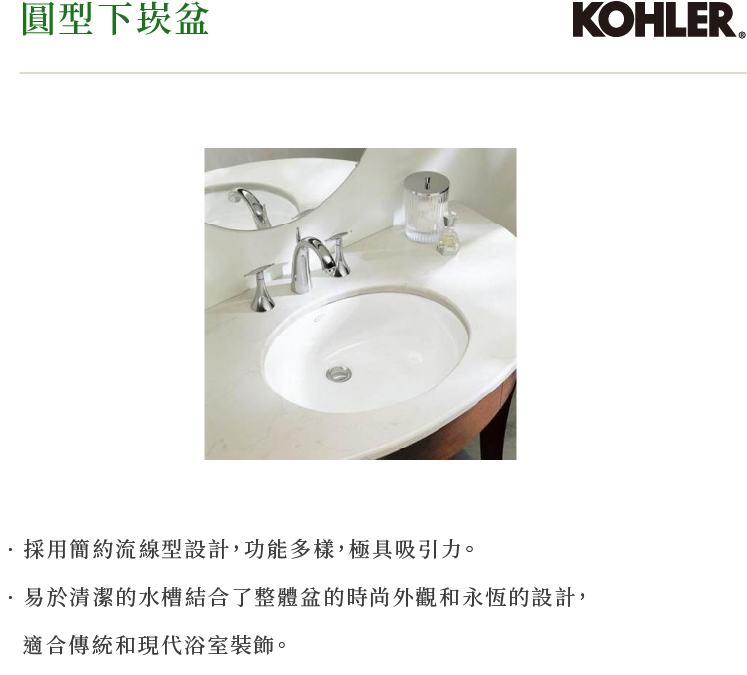 圓型下崁盆
KOHLER®
· 採用簡約流線型設計，功能多樣，極具吸引力。
· 易於清潔的水槽結合了整體盆的時尚外觀和永恆的設計，
適合傳統和現代浴室裝飾。